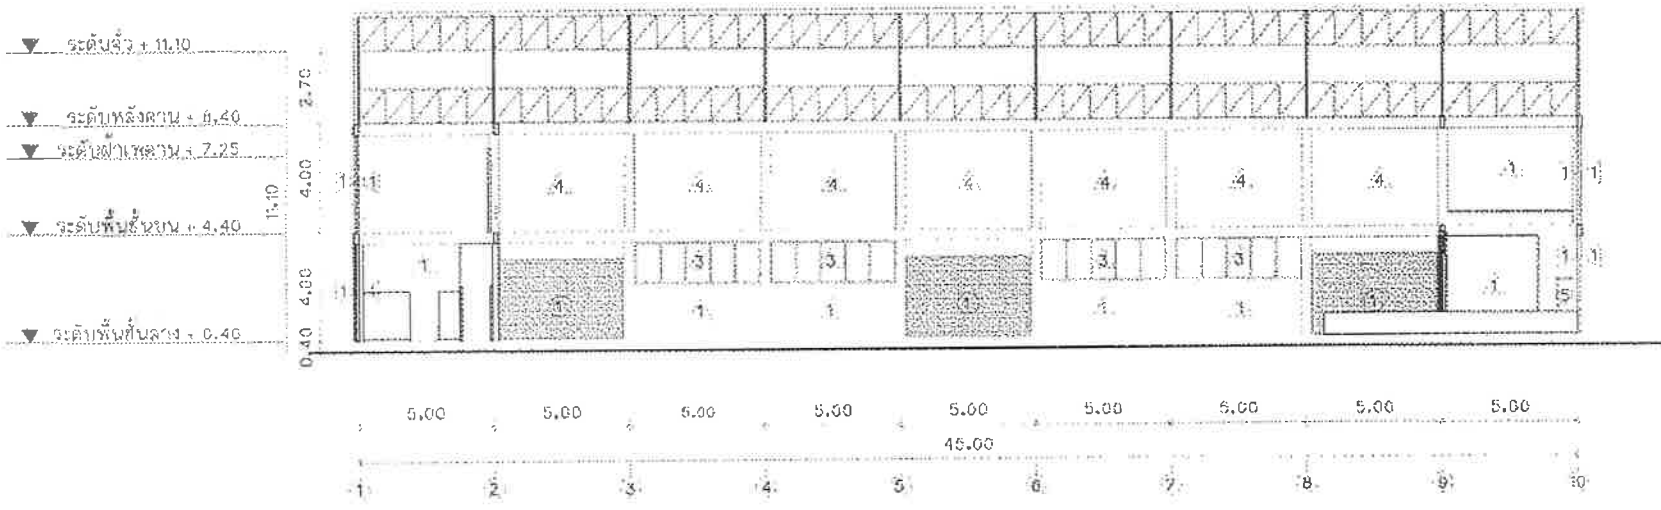 ระดับจั่ว + 11.10
2.70
ระดับหลังคาน + 8.40
ระดับฝ้าเพดาน + 7.25
4.00
11.10
1 1 4 4 4 4 4 4 4 1 1 1
ระดับพื้นชั้นบน + 4.40
1 3 3 3 3 1 1
4.00
1 1 1 1 1 1 1 1 1 5
ระดับพื้นชั้นล่าง + 0.40
0.40
5.00 5.00 5.00 5.00 5.00 5.00 5.00 5.00 5.00
45.00
1 2 3 4 5 6 7 8 9 10